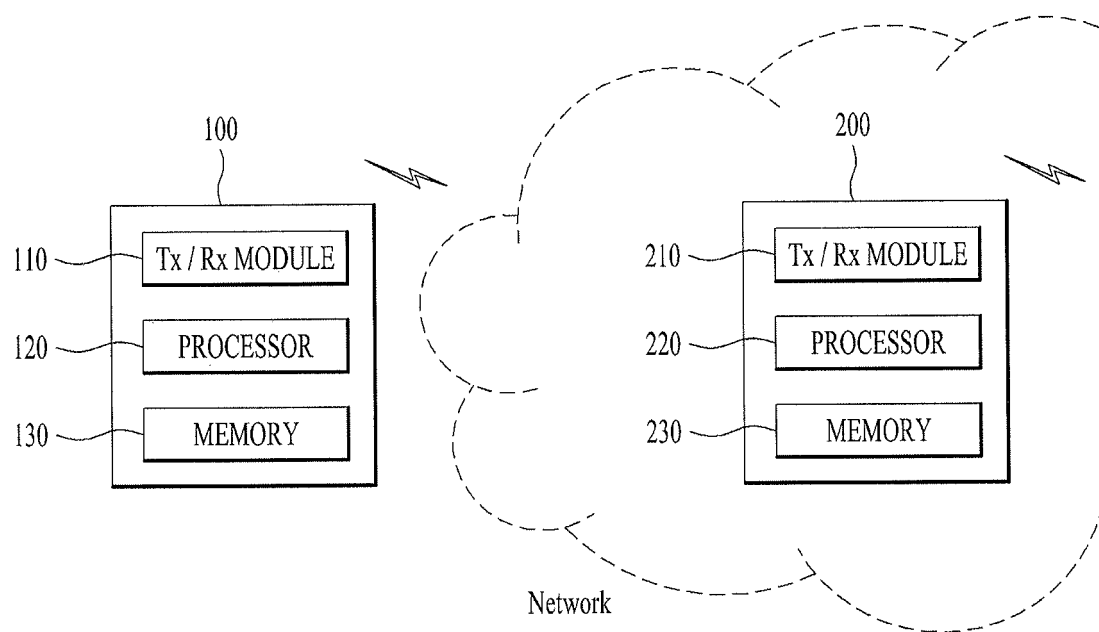 100
200
110
Tx / Rx MODULE
120
PROCESSOR
130
MEMORY
210
Tx / Rx MODULE
220
PROCESSOR
230
MEMORY
Network